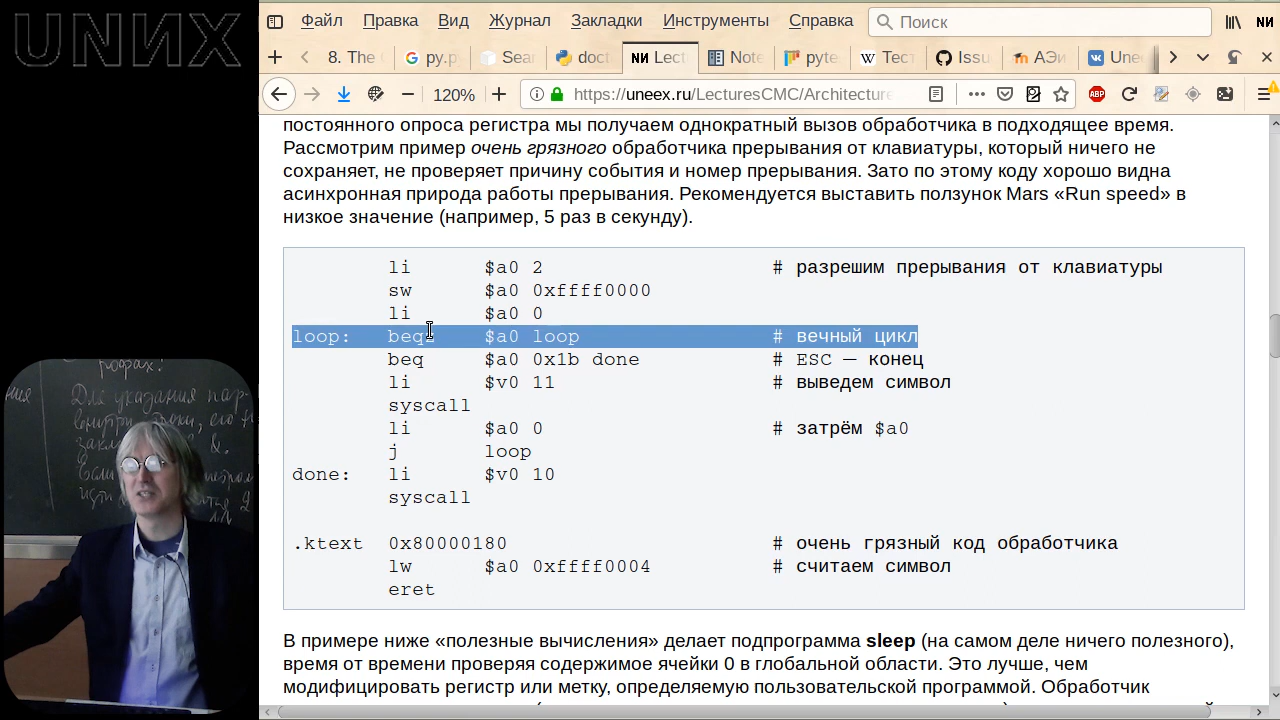 UNИX
Файл Правка Вид Журнал Закладки Инструменты Справка Поиск
8. The ру.р Sear doct Lect Note pyte Тест Issu АЭи Unee
120% https://uneex.ru/LecturesCMC/Architecture
постоянного опроса регистра мы получаем однократный вызов обработчика в подходящее время.
Рассмотрим пример очень грязного обработчика прерывания от клавиатуры, который ничего не
сохраняет, не проверяет причину события и номер прерывания. Зато по этому коду хорошо видна
асинхронная природа работы прерывания. Рекомендуется выставить ползунок Mars «Run speed» в
низкое значение (например, 5 раз в секунду).
li $a0 2 # разрешим прерывания от клавиатуры
sw $a0 0xffff0000
li $a0 0
loop: beqz $a0 loop # вечный цикл
beq $a0 0x1b done # ESC — конец
li $v0 11 # выведем символ
syscall
li $a0 0 # затрём $a0
j loop
done: li $v0 10
syscall
.ktext 0x80000180 # очень грязный код обработчика
lw $a0 0xffff0004 # считаем символ
eret
В примере ниже «полезные вычисления» делает подпрограмма sleep (на самом деле ничего полезного),
время от времени проверяя содержимое ячейки 0 в глобальной области. Это лучше, чем
модифицировать регистр или метку, определяемую пользовательской программой. Обработчик
Для указания пар